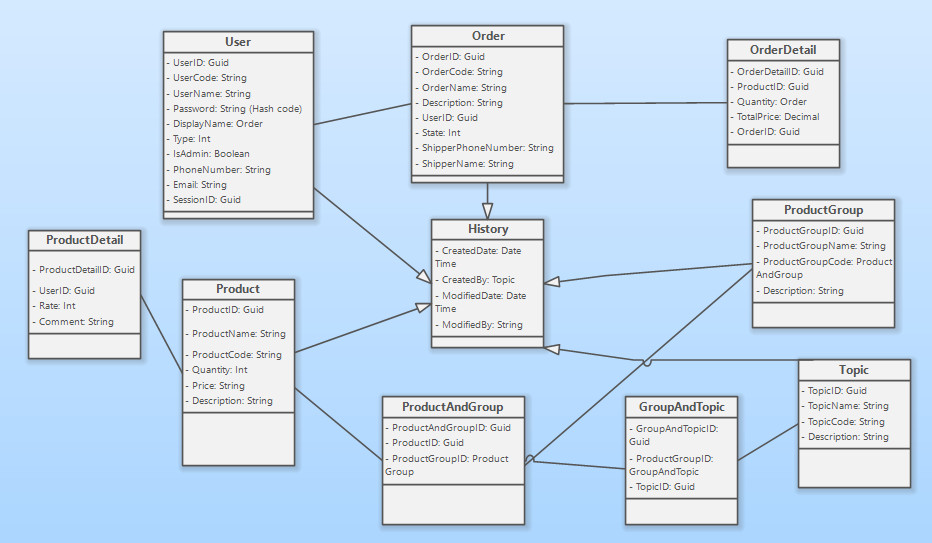 User
- UserID: Guid
- UserCode: String
- UserName: String
- Password: String (Hash code)
- DisplayName: Order
- Type: Int
- IsAdmin: Boolean
- PhoneNumber: String
- Email: String
- SessionID: Guid
Order
- OrderID: Guid
- OrderCode: String
- OrderName: String
- Description: String
- UserID: Guid
- State: Int
- ShipperPhoneNumber: String
- ShipperName: String
OrderDetail
- OrderDetailID: Guid
- ProductID: Guid
- Quantity: Order
- TotalPrice: Decimal
- OrderID: Guid
ProductDetail
- ProductDetailID: Guid
- UserID: Guid
- Rate: Int
- Comment: String
Product
- ProductID: Guid
- ProductName: String
- ProductCode: String
- Quantity: Int
- Price: String
- Description: String
History
- CreatedDate: Date
Time
- CreatedBy: Topic
- ModifiedDate: Date
Time
- ModifiedBy: String
ProductGroup
- ProductGroupID: Guid
- ProductGroupName: String
- ProductGroupCode: Product
AndGroup
- Description: String
ProductAndGroup
- ProductAndGroupID: Guid
- ProductID: Guid
- ProductGroupID: Product
Group
GroupAndTopic
- GroupAndTopicID:
Guid
- ProductGroupID:
GroupAndTopic
- TopicID: Guid
Topic
- TopicID: Guid
- TopicName: String
- TopicCode: String
- Description: String